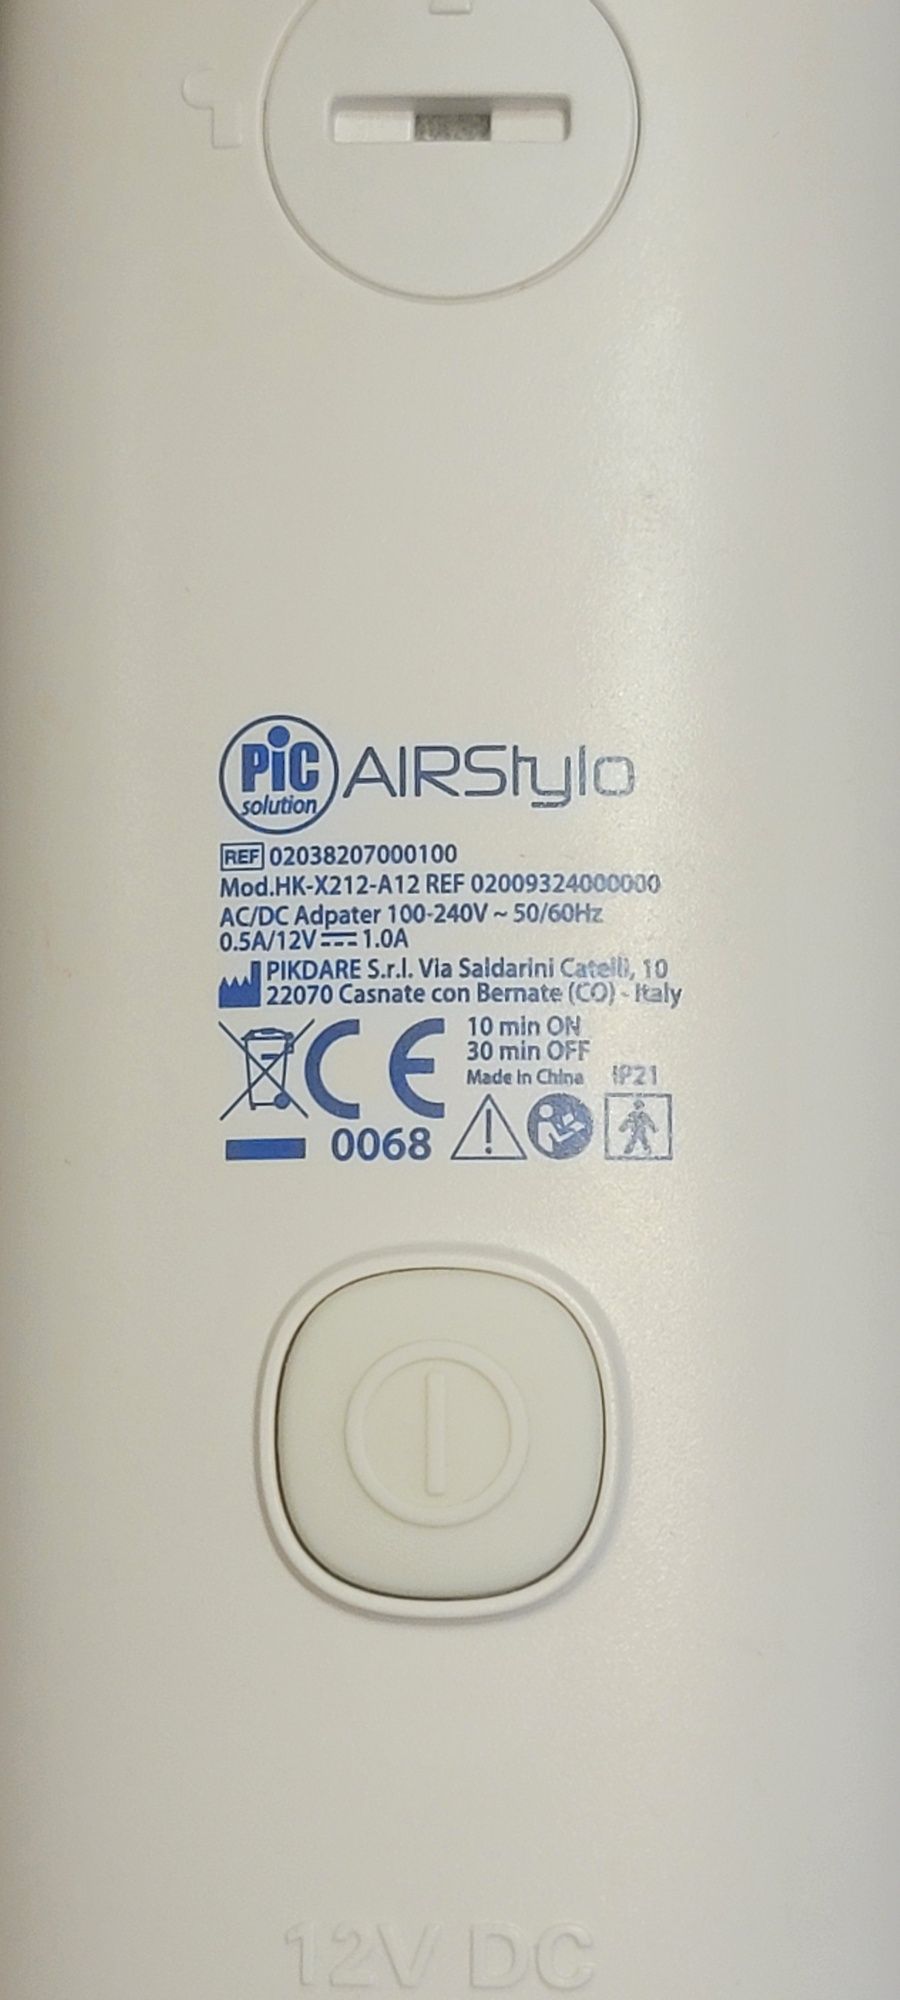 PiC
solution
AIRStylo
REF 02038207000100
Mod.HK-X212-A12 REF 02009324000000
AC/DC Adpater 100-240V ~ 50/60Hz
0.5A/12V ⎓ 1.0A
PIKDARE S.r.l. Via Saldarini Catelli, 10
22070 Casnate con Bernate (CO) - Italy
CE
10 min ON
30 min OFF
Made In China IP21
0068
12V DC